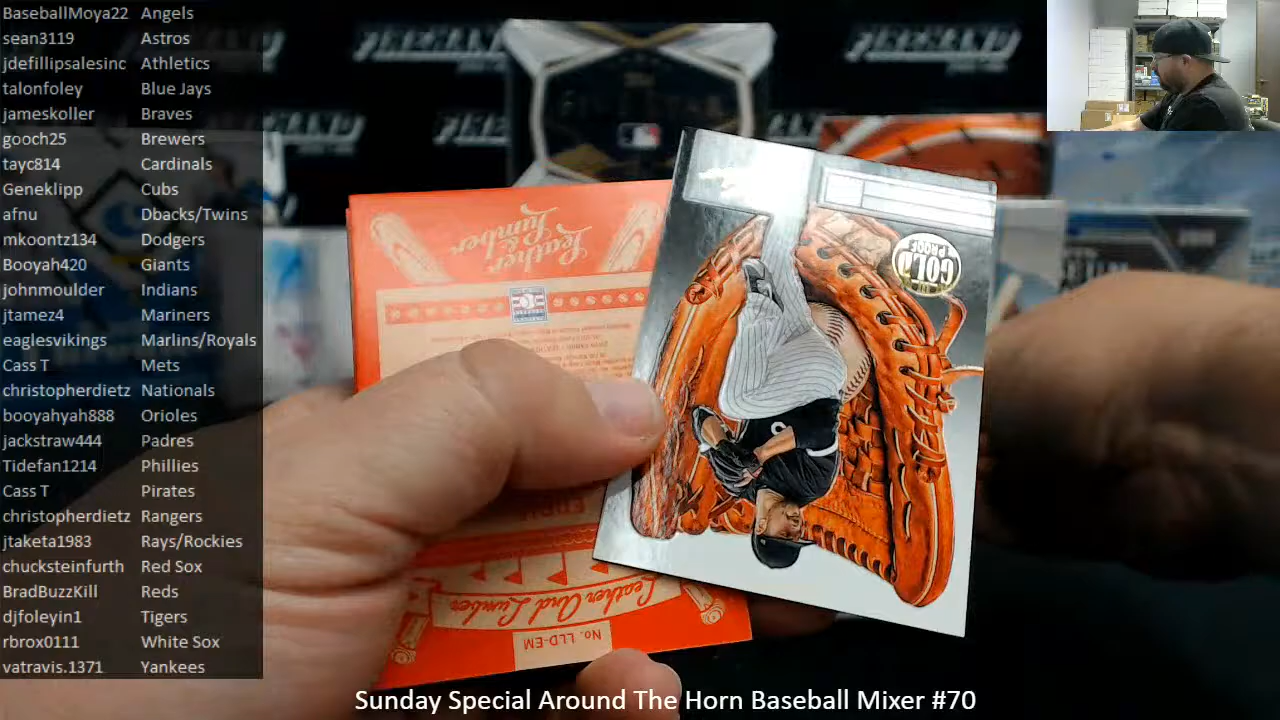 BaseballMoya22 Angels
sean3119 Astros
jdefillipsalesinc Athletics
talonfoley Blue Jays
jameskoller Braves
gooch25 Brewers
tayc814 Cardinals
Geneklipp Cubs
afnu Dbacks/Twins
mkoontz134 Dodgers
Booyah420 Giants
johnmoulder Indians
jtamez4 Mariners
eaglesvikings Marlins/Royals
Cass T Mets
christopherdietz Nationals
booyahyah888 Orioles
jackstraw444 Padres
Tidefan1214 Phillies
Cass T Pirates
christopherdietz Rangers
jtaketa1983 Rays/Rockies
chucksteinfurth Red Sox
BradBuzzKill Reds
djfoleyin1 Tigers
rbrox0111 White Sox
vatravis.1371 Yankees
Leather & Lumber
GOLD PROOF
Leather And Lumber
No. LLD-EM
Sunday Special Around The Horn Baseball Mixer #70